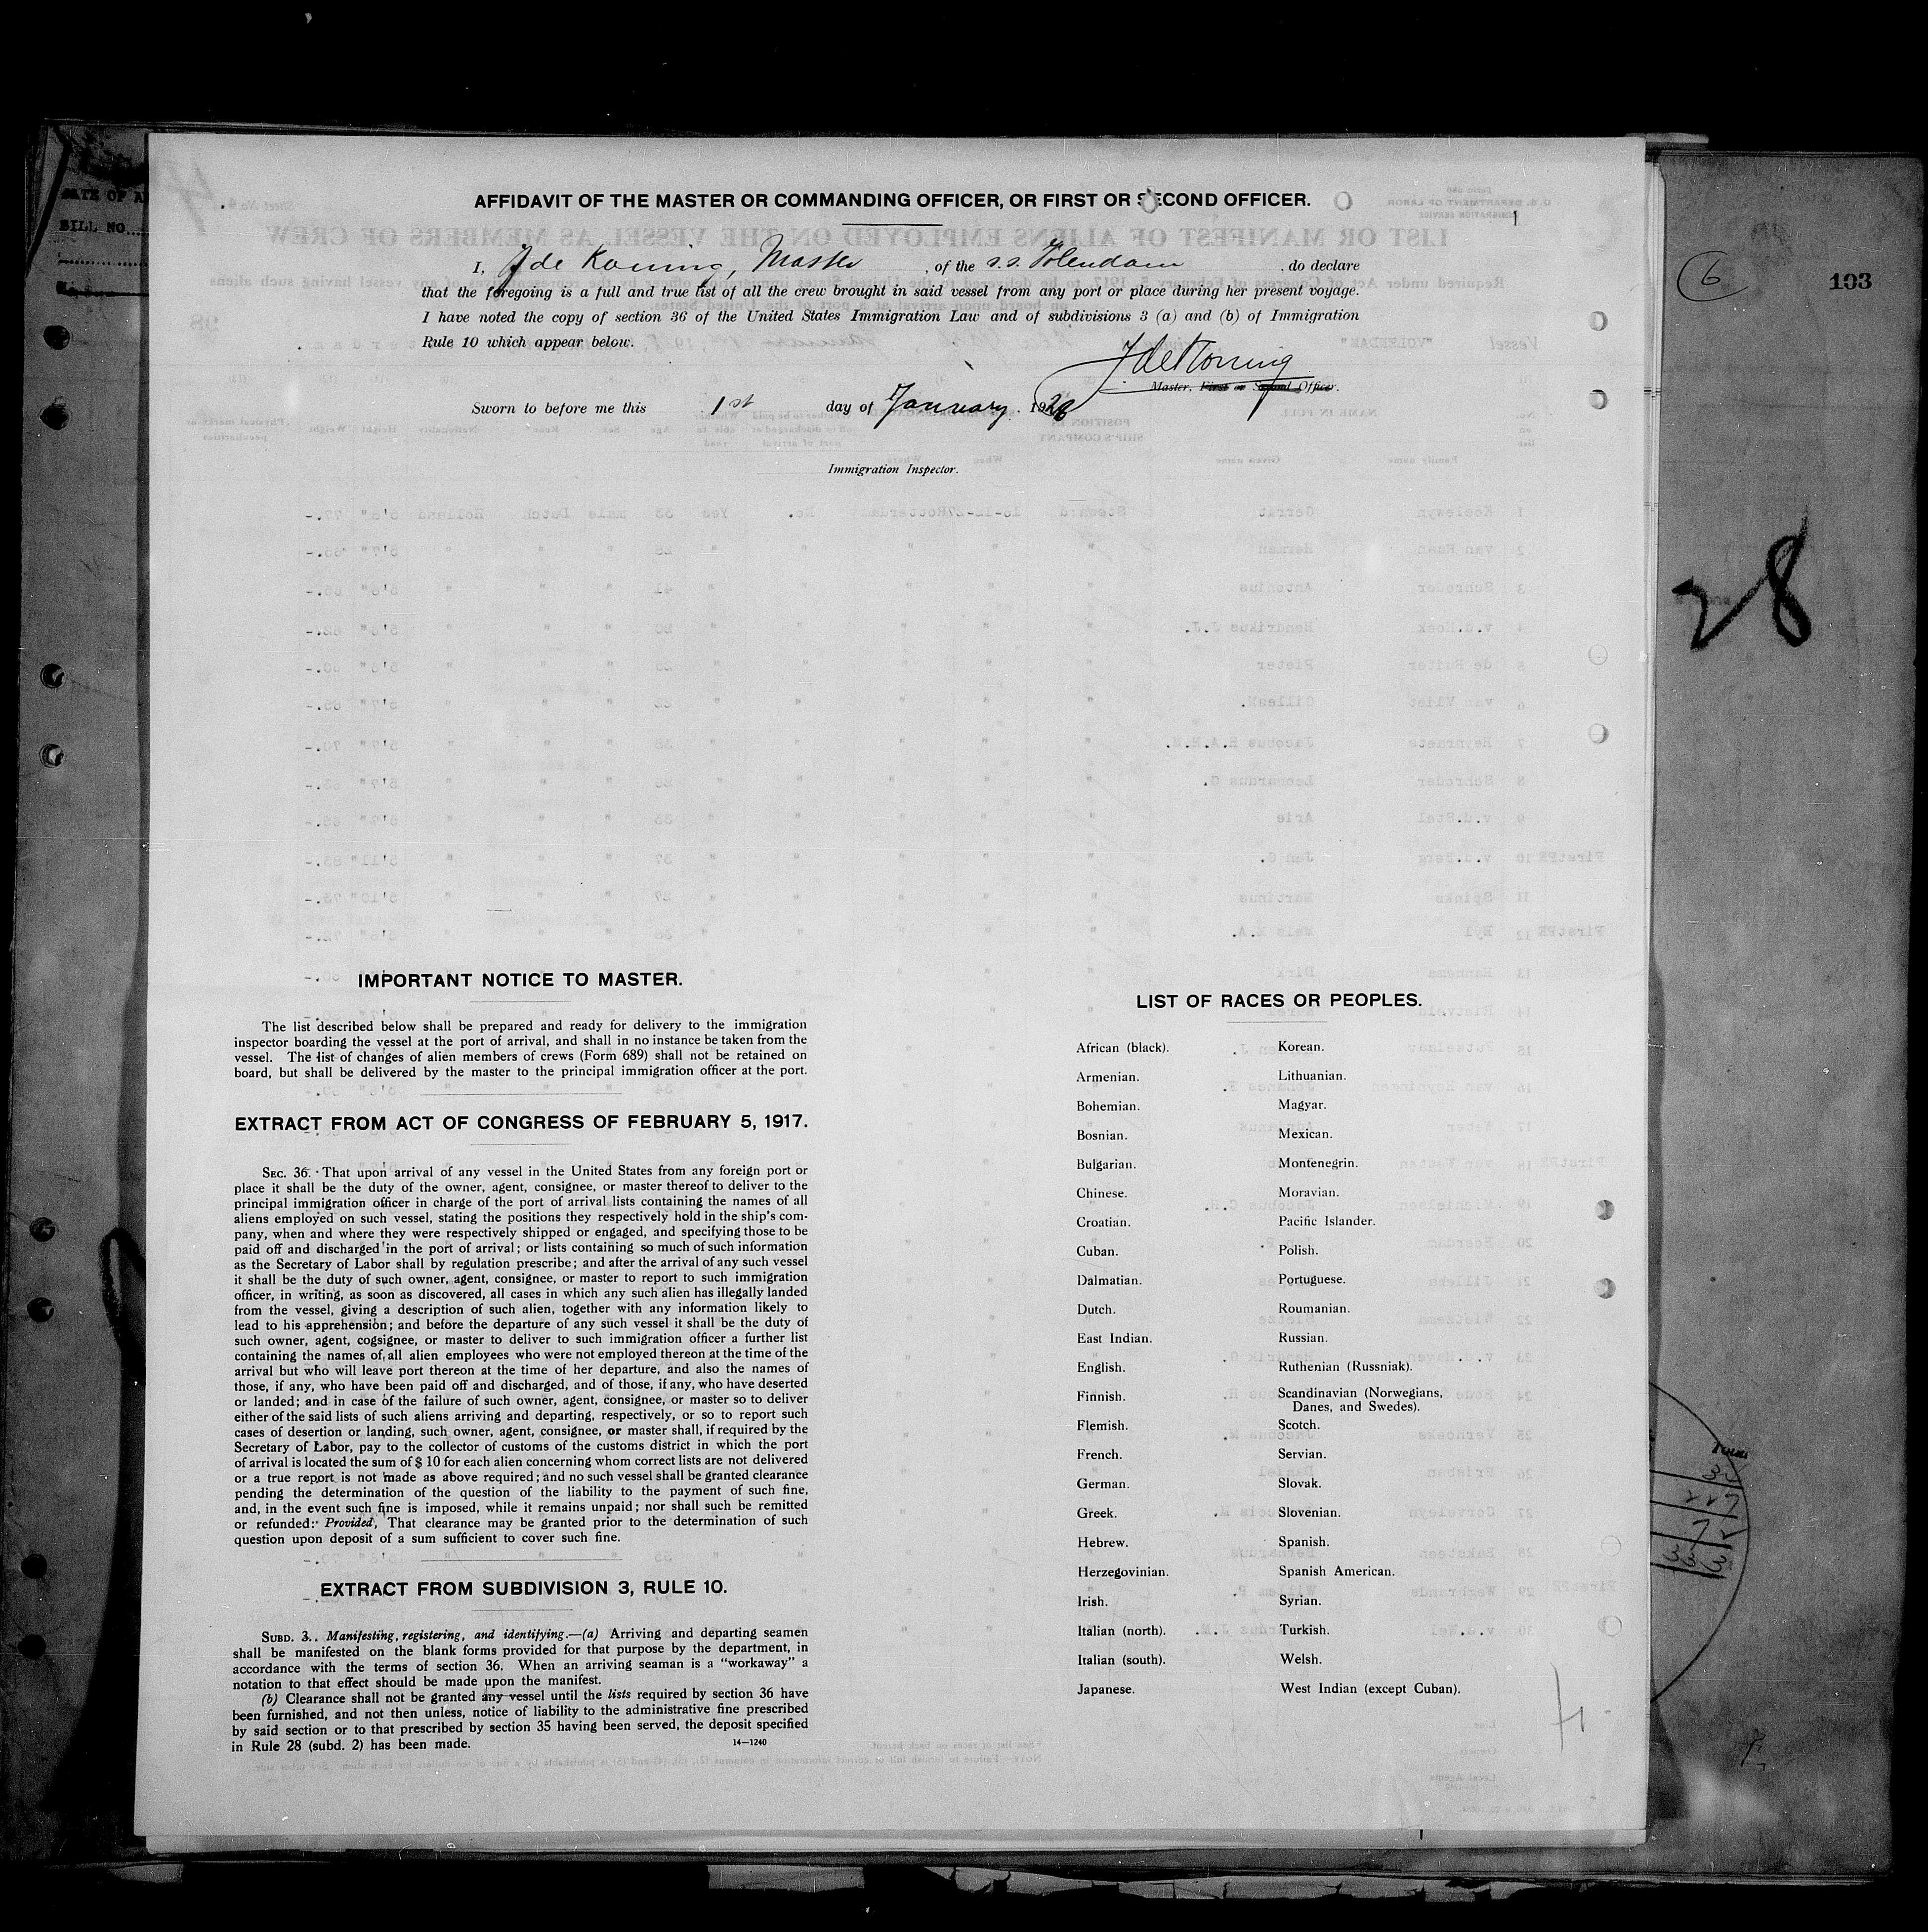 AFFIDAVIT OF THE MASTER OR COMMANDING OFFICER, OR FIRST OR SECOND OFFICER.
I, J de Koning, Master , of the s.s. Volendam , do declare
that the foregoing is a full and true list of all the crew brought in said vessel from any port or place during her present voyage.
I have noted the copy of section 36 of the United States Immigration Law and of subdivisions 3 (a) and (b) of Immigration
Rule 10 which appear below.
J de Koning
Master, First or Second Officer.
Sworn to before me this 1st day of January, 1928
Immigration Inspector.
IMPORTANT NOTICE TO MASTER.
The list described below shall be prepared and ready for delivery to the immigration
inspector boarding the vessel at the port of arrival, and shall in no instance be taken from the
vessel. The list of changes of alien members of crews (Form 689) shall not be retained on
board, but shall be delivered by the master to the principal immigration officer at the port.
EXTRACT FROM ACT OF CONGRESS OF FEBRUARY 5, 1917.
SEC. 36. That upon arrival of any vessel in the United States from any foreign port or
place it shall be the duty of the owner, agent, consignee, or master thereof to deliver to the
principal immigration officer in charge of the port of arrival lists containing the names of all
aliens employed on such vessel, stating the positions they respectively hold in the ship's com-
pany, when and where they were respectively shipped or engaged, and specifying those to be
paid off and discharged in the port of arrival; or lists containing so much of such information
as the Secretary of Labor shall by regulation prescribe; and after the arrival of any such vessel
it shall be the duty of such owner, agent, consignee, or master to report to such immigration
officer, in writing, as soon as discovered, all cases in which any such alien has illegally landed
from the vessel, giving a description of such alien, together with any information likely to
lead to his apprehension; and before the departure of any such vessel it shall be the duty of
such owner, agent, cogsignee, or master to deliver to such immigration officer a further list
containing the names of all alien employees who were not employed thereon at the time of the
arrival but who will leave port thereon at the time of her departure, and also the names of
those, if any, who have been paid off and discharged, and of those, if any, who have deserted
or landed; and in case of the failure of such owner, agent, consignee, or master so to deliver
either of the said lists of such aliens arriving and departing, respectively, or so to report such
cases of desertion or landing, such owner, agent, consignee, or master shall, if required by the
Secretary of Labor, pay to the collector of customs of the customs district in which the port
of arrival is located the sum of $10 for each alien concerning whom correct lists are not delivered
or a true report is not made as above required; and no such vessel shall be granted clearance
pending the determination of the question of the liability to the payment of such fine,
and, in the event such fine is imposed, while it remains unpaid; nor shall such be remitted
or refunded: Provided, That clearance may be granted prior to the determination of such
question upon deposit of a sum sufficient to cover such fine.
EXTRACT FROM SUBDIVISION 3, RULE 10.
SUBD. 3. Manifesting, registering, and identifying.—(a) Arriving and departing seamen
shall be manifested on the blank forms provided for that purpose by the department, in
accordance with the terms of section 36. When an arriving seaman is a "workaway" a
notation to that effect should be made upon the manifest.
(b) Clearance shall not be granted any vessel until the lists required by section 36 have
been furnished, and not then unless, notice of liability to the administrative fine prescribed
by said section or to that prescribed by section 35 having been served, the deposit specified
in Rule 28 (subd. 2) has been made.
14—1240
LIST OF RACES OR PEOPLES.
African (black).
Armenian.
Bohemian.
Bosnian.
Bulgarian.
Chinese.
Croatian.
Cuban.
Dalmatian.
Dutch.
East Indian.
English.
Finnish.
Flemish.
French.
German.
Greek.
Hebrew.
Herzegovinian.
Irish.
Italian (north).
Italian (south).
Japanese.
Korean.
Lithuanian.
Magyar.
Mexican.
Montenegrin.
Moravian.
Pacific Islander.
Polish.
Portuguese.
Roumanian.
Russian.
Ruthenian (Russniak).
Scandinavian (Norwegians,
Danes, and Swedes).
Scotch.
Servian.
Slovak.
Slovenian.
Spanish.
Spanish American.
Syrian.
Turkish.
Welsh.
West Indian (except Cuban).
6
103
28
BILL NO.